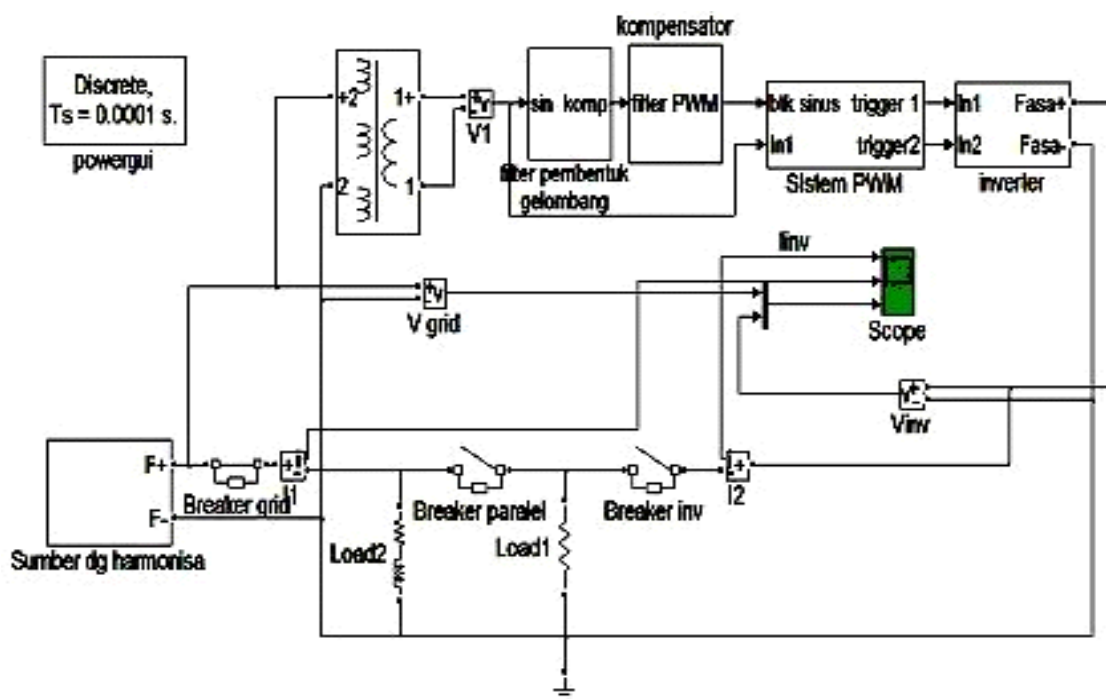 Discrete,
Ts = 0.0001 s.
powergui
+2
1+
2
1
V1
sin komp
filter pembentuk
gelombang
kompensator
filter PWM
blk sinus trigger 1
In1 trigger2
Sistem PWM
In1 Fasa+
In2 Fasa-
inverter
+
v
-
V grid
Iinv
Scope
+
v
-
Vinv
F+
F-
Sumber dg harmonisa
Breaker grid
+
I1
Load2
Breaker paralel
Load1
Breaker inv
+
I2